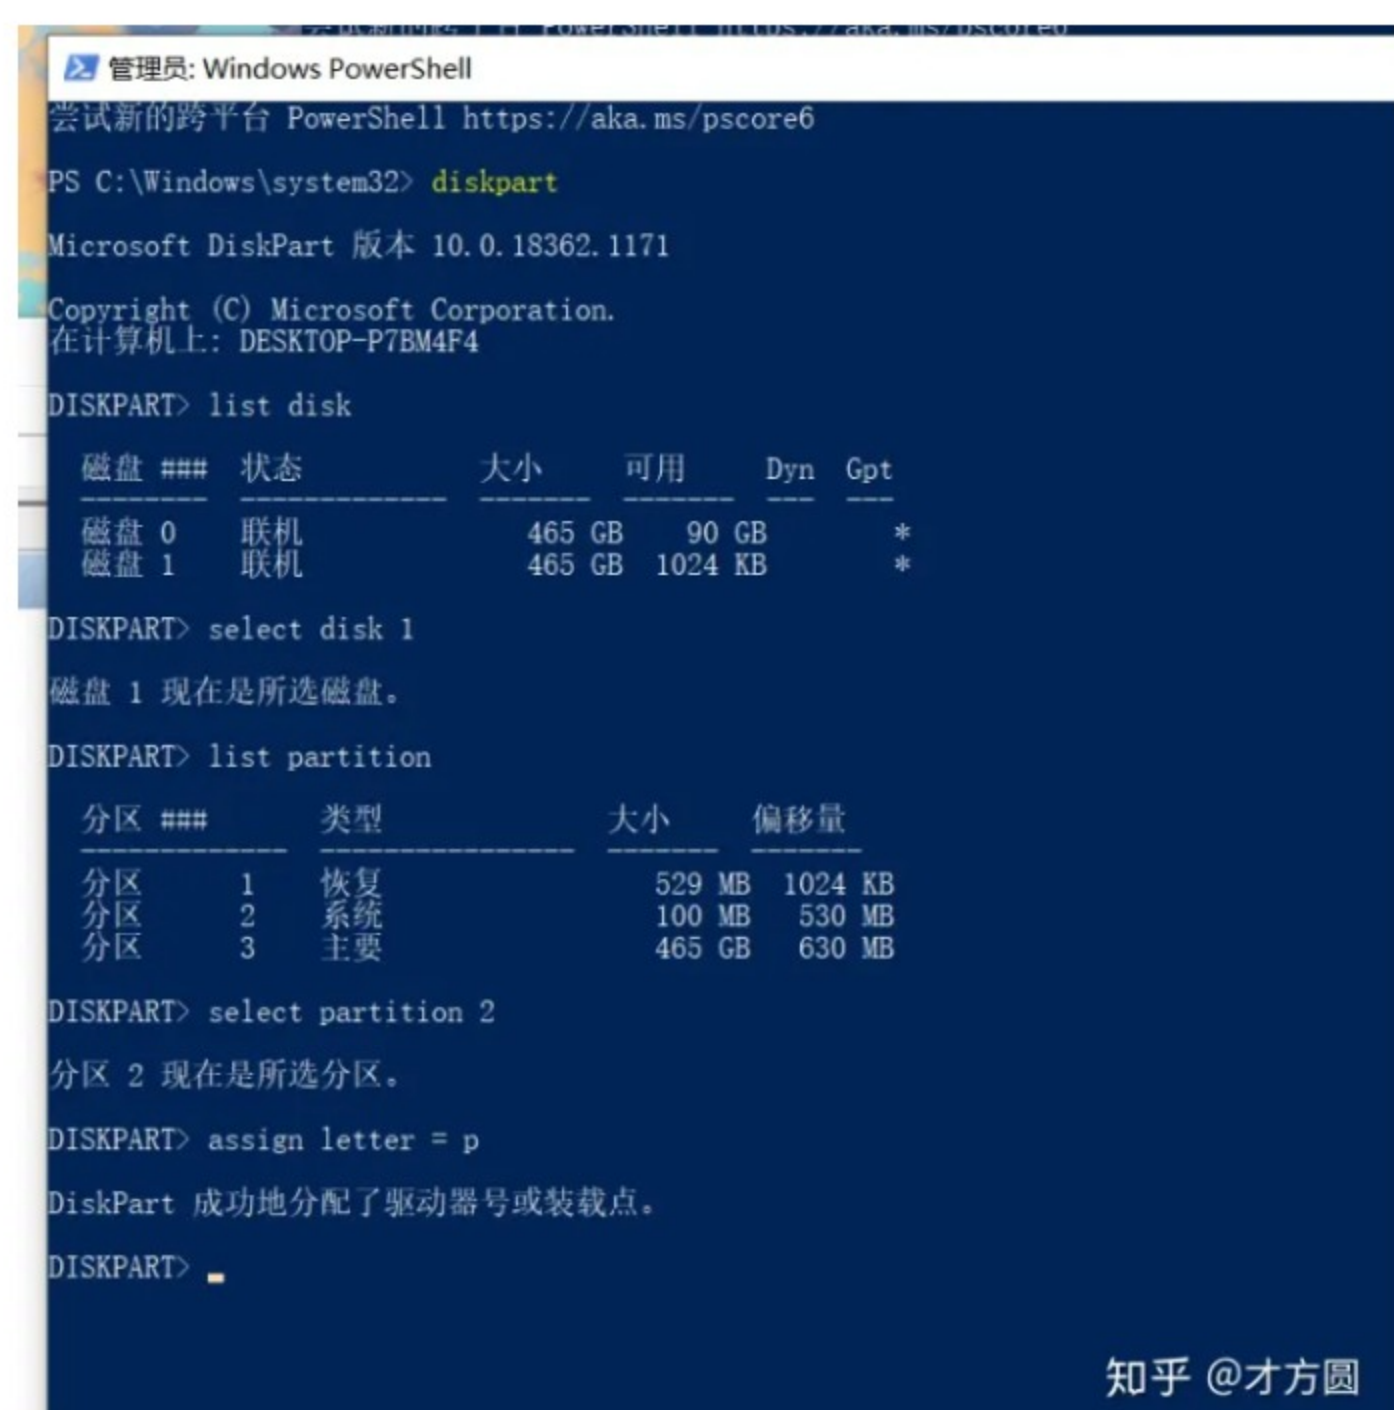 管理员: Windows PowerShell
尝试新的跨平台 PowerShell https://aka.ms/pscore6
PS C:\Windows\system32> diskpart
Microsoft DiskPart 版本 10.0.18362.1171
Copyright (C) Microsoft Corporation.
在计算机上: DESKTOP-P7BM4F4
DISKPART> list disk
磁盘 ### 状态 大小 可用 Dyn Gpt
-------- ------------- ------- ------- --- ---
磁盘 0 联机 465 GB 90 GB *
磁盘 1 联机 465 GB 1024 KB *
DISKPART> select disk 1
磁盘 1 现在是所选磁盘。
DISKPART> list partition
分区 ### 类型 大小 偏移量
------------- ---------------- ------- -------
分区 1 恢复 529 MB 1024 KB
分区 2 系统 100 MB 530 MB
分区 3 主要 465 GB 630 MB
DISKPART> select partition 2
分区 2 现在是所选分区。
DISKPART> assign letter = p
DiskPart 成功地分配了驱动器号或装载点。
DISKPART>
知乎 @才方圆